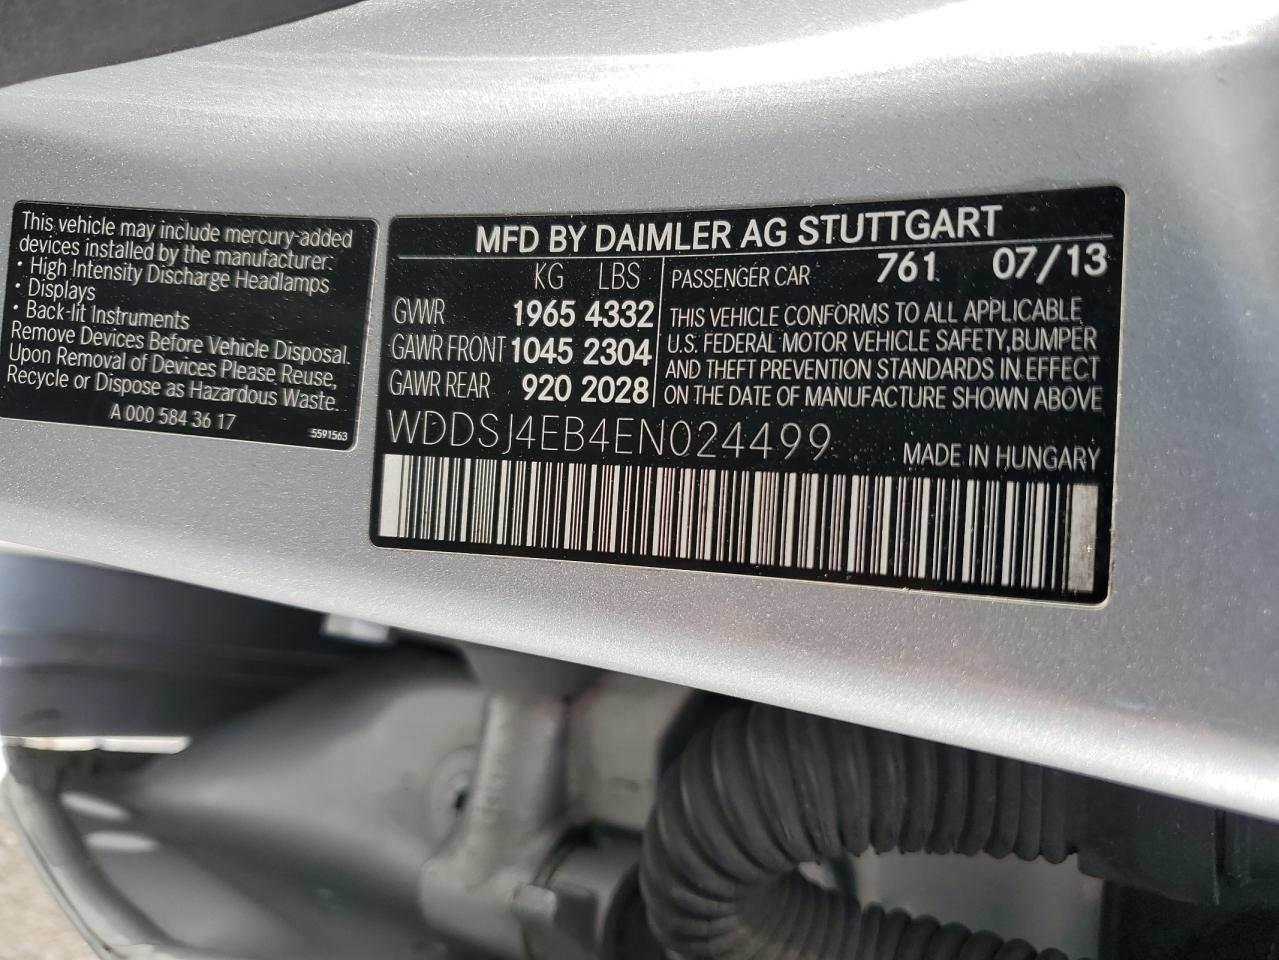 This vehicle may include mercury-added
devices installed by the manufacturer:
• High Intensity Discharge Headlamps
• Displays
• Back-lit Instruments
Remove Devices Before Vehicle Disposal.
Upon Removal of Devices Please Reuse,
Recycle or Dispose as Hazardous Waste.
A 000 584 36 17
5591563
MFD BY DAIMLER AG STUTTGART
KG LBS
GVWR 1965 4332
GAWR FRONT 1045 2304
GAWR REAR 920 2028
PASSENGER CAR 761 07/13
THIS VEHICLE CONFORMS TO ALL APPLICABLE
U.S. FEDERAL MOTOR VEHICLE SAFETY, BUMPER
AND THEFT PREVENTION STANDARDS IN EFFECT
ON THE DATE OF MANUFACTURE SHOWN ABOVE
WDDSJ4EB4EN024499
MADE IN HUNGARY